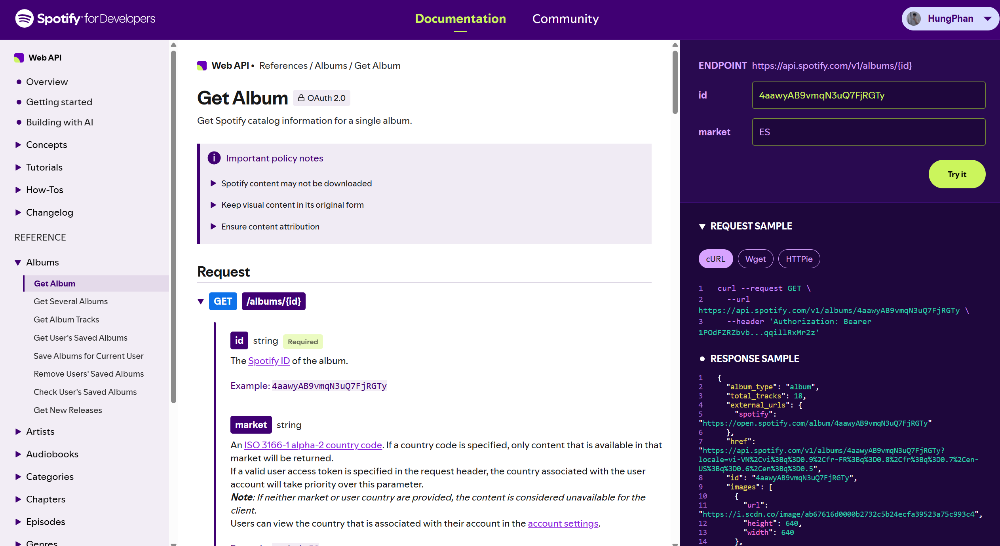 Spotify for Developers
Documentation
Community
HungPhan
Web API
Overview
Getting started
Building with AI
Concepts
Tutorials
How-Tos
Changelog
REFERENCE
Albums
Get Album
Get Several Albums
Get Album Tracks
Get User's Saved Albums
Save Albums for Current User
Remove Users' Saved Albums
Check User's Saved Albums
Get New Releases
Artists
Audiobooks
Categories
Chapters
Episodes
Genres
Web API • References / Albums / Get Album
Get Album OAuth 2.0
Get Spotify catalog information for a single album.
Important policy notes
Spotify content may not be downloaded
Keep visual content in its original form
Ensure content attribution
Request
GET /albums/{id}
id string Required
The Spotify ID of the album.
Example: 4aawyAB9vmqN3uQ7FjRGTy
market string
An ISO 3166-1 alpha-2 country code. If a country code is specified, only content that is available in that
market will be returned.
If a valid user access token is specified in the request header, the country associated with the user
account will take priority over this parameter.
Note: If neither market or user country are provided, the content is considered unavailable for the
client.
Users can view the country that is associated with their account in the account settings.
ENDPOINT https://api.spotify.com/v1/albums/{id}
id 4aawyAB9vmqN3uQ7FjRGTy
market ES
Try it
REQUEST SAMPLE
cURL Wget HTTPie
1 curl --request GET \
2 --url
https://api.spotify.com/v1/albums/4aawyAB9vmqN3uQ7FjRGTy \
3 --header 'Authorization: Bearer
1POdFZRZbvb...qqillRxMr2z'
RESPONSE SAMPLE
1 {
2 "album_type": "album",
3 "total_tracks": 18,
4 "external_urls": {
5 "spotify":
"https://open.spotify.com/album/4aawyAB9vmqN3uQ7FjRGTy"
6 },
7 "href":
"https://api.spotify.com/v1/albums/4aawyAB9vmqN3uQ7FjRGTy?
locale=vi-VN%2Cvi%3Bq%3D0.9%2Cfr-FR%3Bq%3D0.8%2Cfr%3Bq%3D0.7%2Cen-
US%3Bq%3D0.6%2Cen%3Bq%3D0.5",
8 "id": "4aawyAB9vmqN3uQ7FjRGTy",
9 "images": [
10 {
11 "url":
"https://i.scdn.co/image/ab67616d0000b2732c5b24ecfa39523a75c993c4",
12 "height": 640,
13 "width": 640
14 },